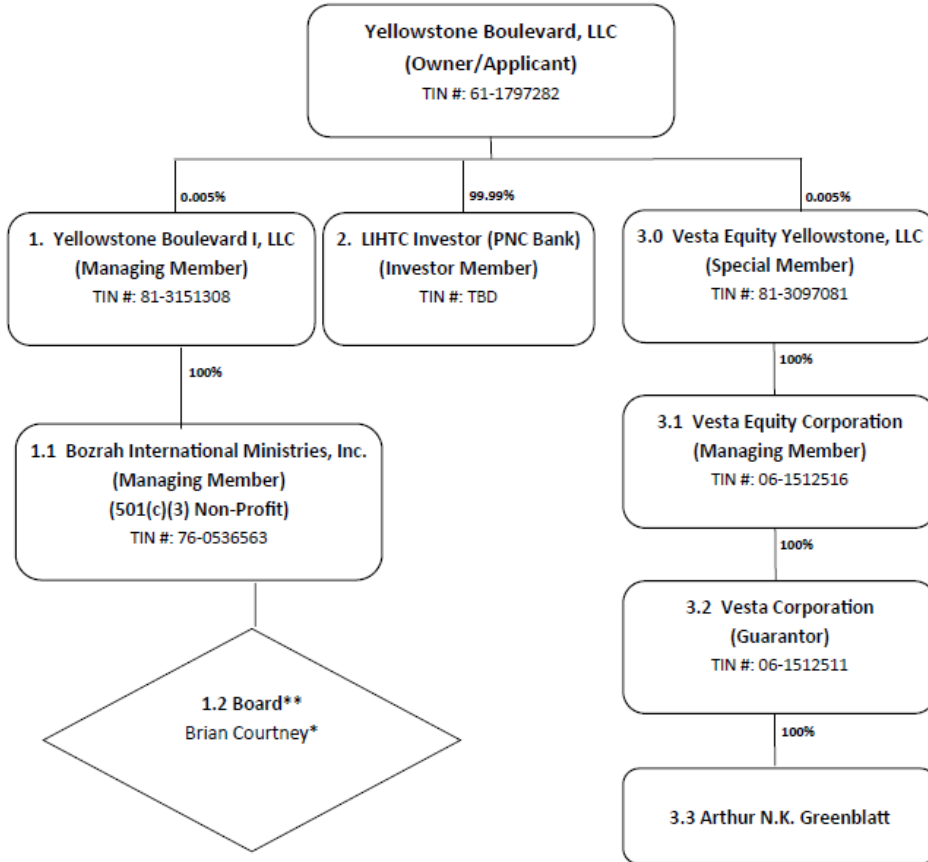 Yellowstone Boulevard, LLC
(Owner/Applicant)
TIN #: 61-1797282
0.005%
99.99%
0.005%
1. Yellowstone Boulevard I, LLC
(Managing Member)
TIN #: 81-3151308
2. LIHTC Investor (PNC Bank)
(Investor Member)
TIN #: TBD
3.0 Vesta Equity Yellowstone, LLC
(Special Member)
TIN #: 81-3097081
100%
1.1 Bozrah International Ministries, Inc.
(Managing Member)
(501(c)(3) Non-Profit)
TIN #: 76-0536563
1.2 Board**
Brian Courtney*
100%
3.1 Vesta Equity Corporation
(Managing Member)
TIN #: 06-1512516
100%
3.2 Vesta Corporation
(Guarantor)
TIN #: 06-1512511
100%
3.3 Arthur N.K. Greenblatt